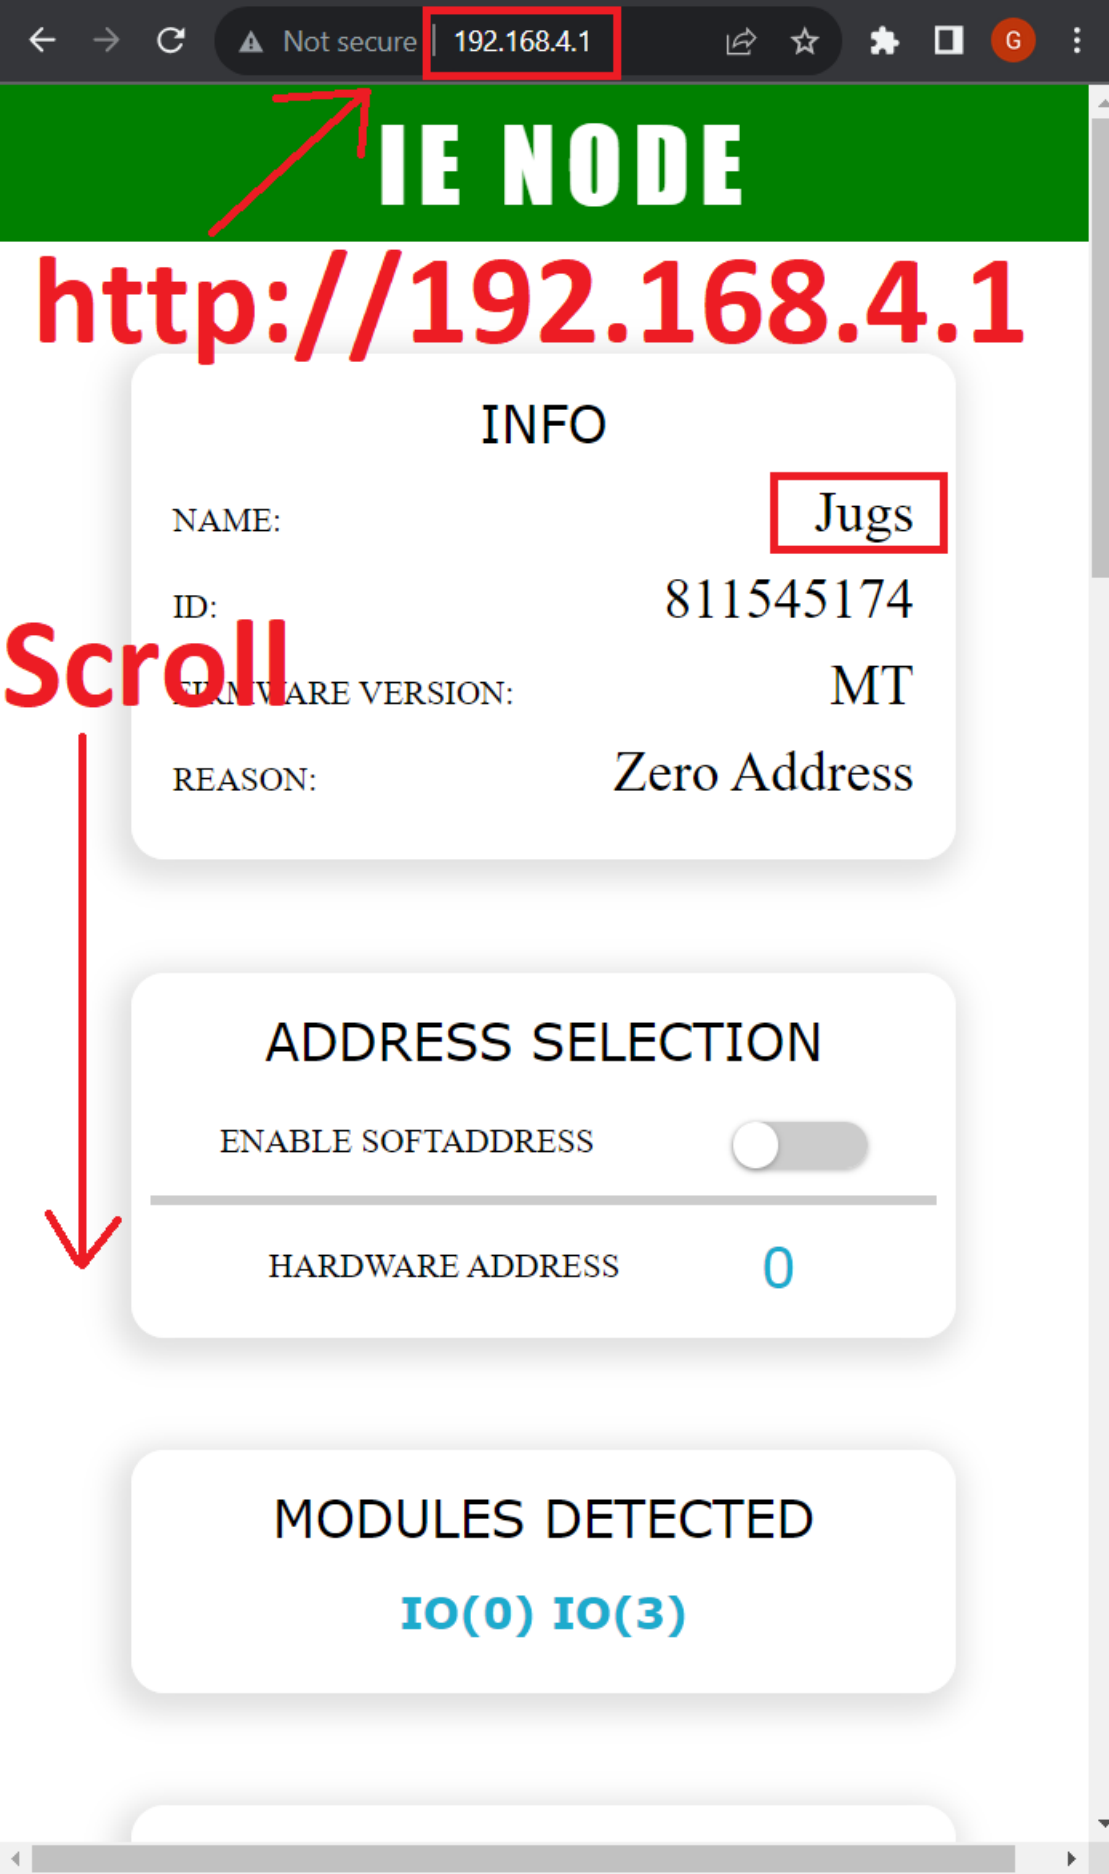 Not secure | 192.168.4.1
G
IE NODE
http://192.168.4.1
INFO
NAME: Jugs
ID: 811545174
Scroll
FIRMWARE VERSION: MT
REASON: Zero Address
ADDRESS SELECTION
ENABLE SOFTADDRESS
HARDWARE ADDRESS 0
MODULES DETECTED
IO(0) IO(3)